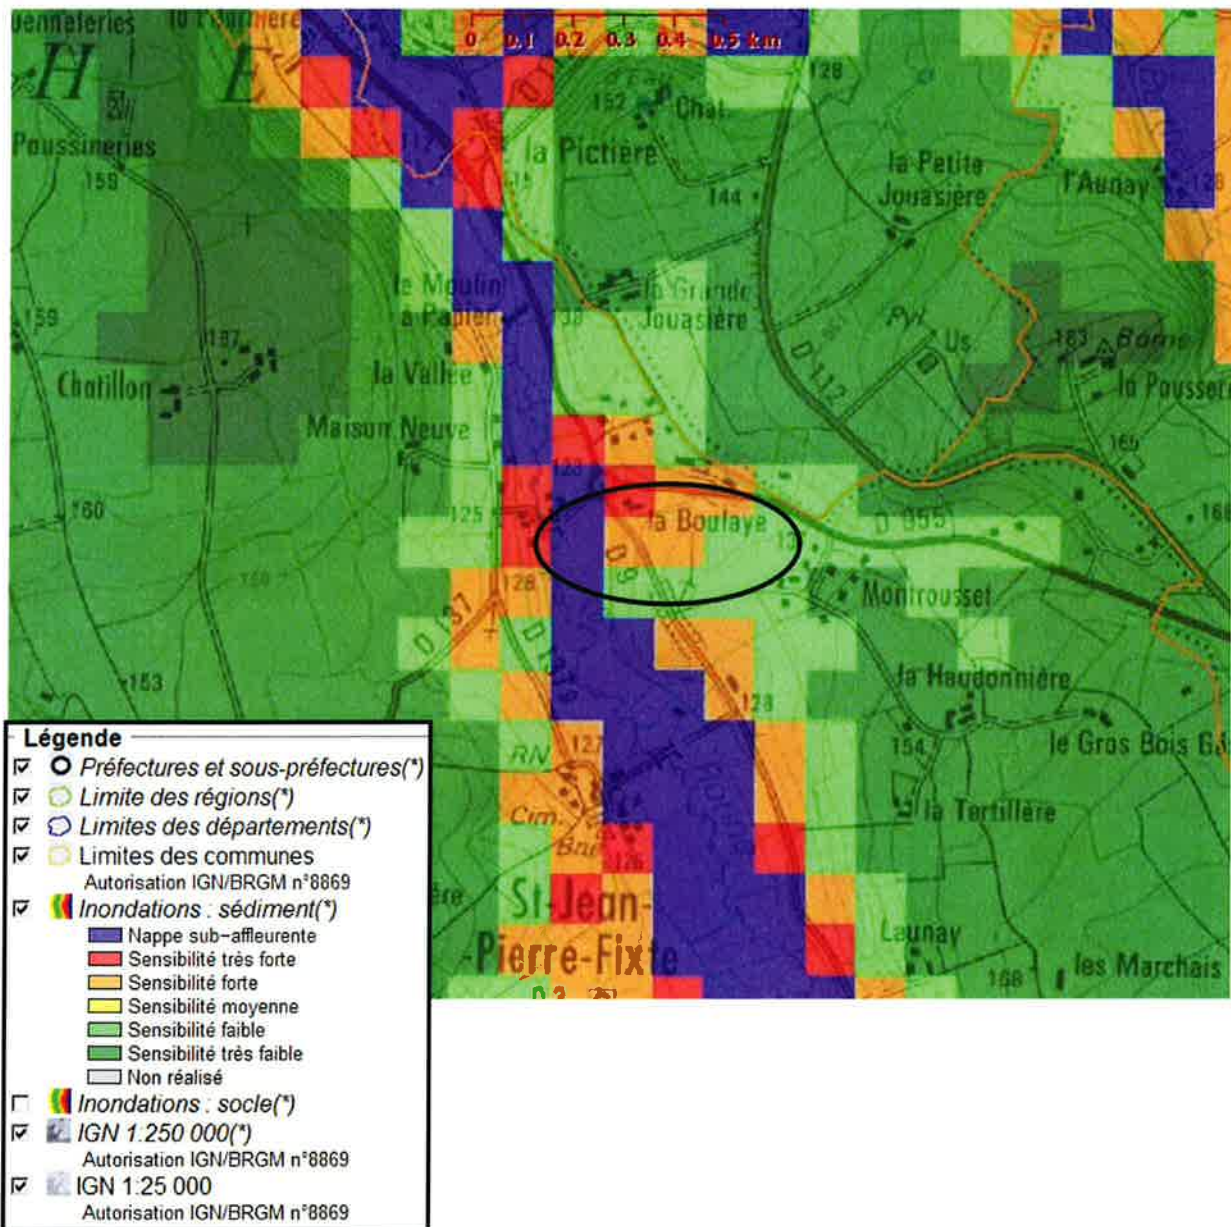 0 0.1 0.2 0.3 0.4 0.5 km
H E
128
152
Chat.
Poussineries
la Pictière
la Petite
Jouasière
l'Aunay
159
144
le Moulin
à Papier
la Grande
Jouasière
159
Pyl.
Us.
183
Borne
187
D 112
Chatillon
la Vallée
Maison Neuve
165
123
125
la Boulaye
D 955
D 9
128
Montrousset
D 137
153
la Haudonnière
128
154
le Gros Bois
RN
127
la Tertillère
Cim.
126
St-Jean-
-Pierre-Fixte
Launay
168
les Marchais
Légende
Préfectures et sous-préfectures(*)
Limite des régions(*)
Limites des départements(*)
Limites des communes
Autorisation IGN/BRGM n°8869
Inondations : sédiment(*)
Nappe sub-affleurente
Sensibilité très forte
Sensibilité forte
Sensibilité moyenne
Sensibilité faible
Sensibilité très faible
Non réalisé
Inondations : socle(*)
IGN 1:250 000(*)
Autorisation IGN/BRGM n°8869
IGN 1:25 000
Autorisation IGN/BRGM n°8869